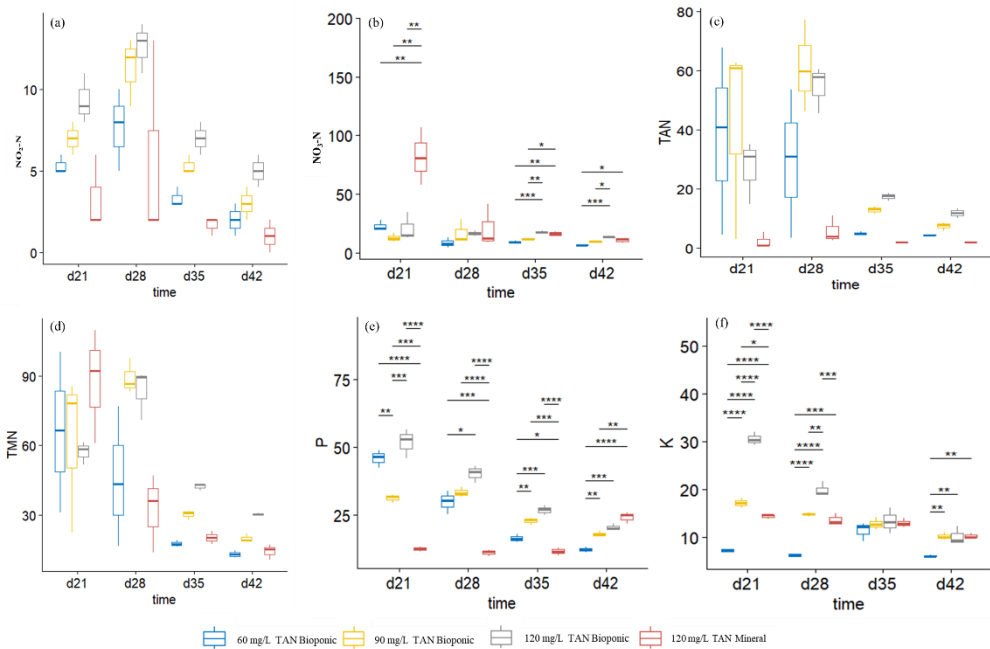 (a)
NO₂-N
10
5
0
d21 d28 d35 d42
time
(b)
NO₃-N
200
150
100
50
0
**
**
**
*
**
**
***
*
*
***
d21 d28 d35 d42
time
(c)
TAN
80
60
40
20
0
d21 d28 d35 d42
time
(d)
TMN
90
60
30
d21 d28 d35 d42
time
(e)
P
75
50
25
****
***
****
***
**
****
****
***
*
****
***
*
***
**
**
****
***
**
d21 d28 d35 d42
time
(f)
K
50
40
30
20
10
****
*
****
****
****
****
***
***
**
****
****
**
**
**
d21 d28 d35 d42
time
60 mg/L TAN Bioponic 90 mg/L TAN Bioponic 120 mg/L TAN Bioponic 120 mg/L TAN Mineral